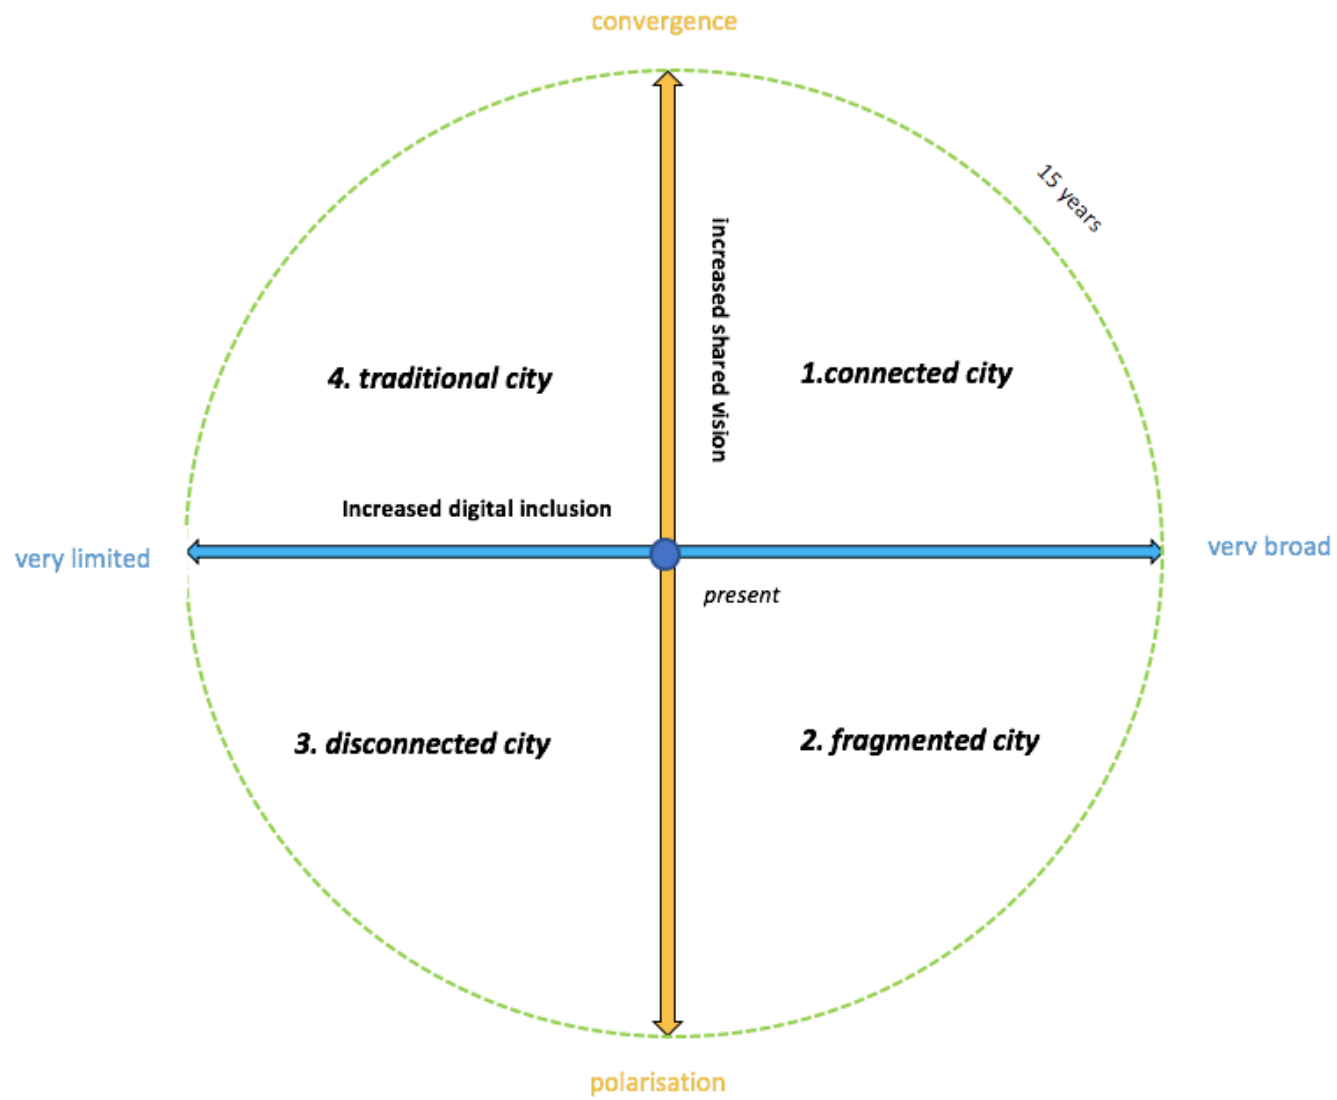 convergence
15 years
increased shared vision
4. traditional city
1.connected city
Increased digital inclusion
very limited
verv broad
present
3. disconnected city
2. fragmented city
polarisation